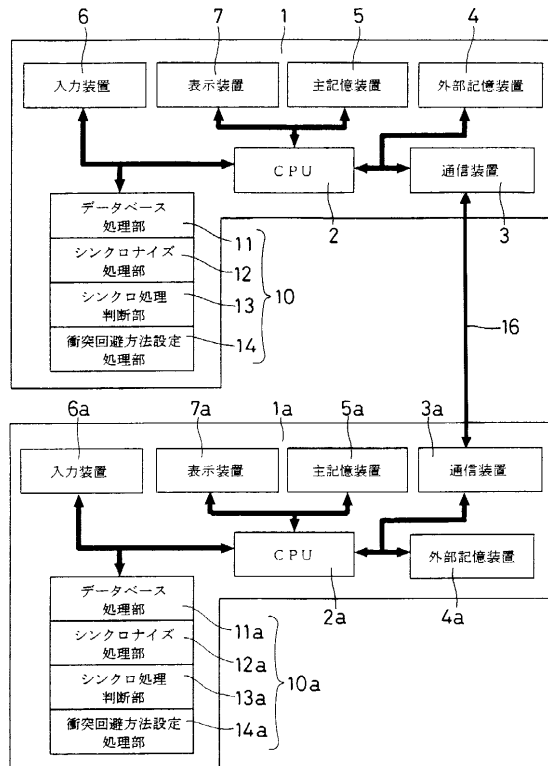 6
7
1
5
4
入力装置
表示装置
主記憶装置
外部記憶装置
CPU
通信装置
2
3
データベース
処理部
11
シンクロナイズ
処理部
12
シンクロ処理
判断部
13
衝突回避方法設定
処理部
14
10
16
6a
7a
1a
5a
3a
入力装置
表示装置
主記憶装置
通信装置
CPU
外部記憶装置
2a
4a
データベース
処理部
11a
シンクロナイズ
処理部
12a
シンクロ処理
判断部
13a
衝突回避方法設定
処理部
14a
10a